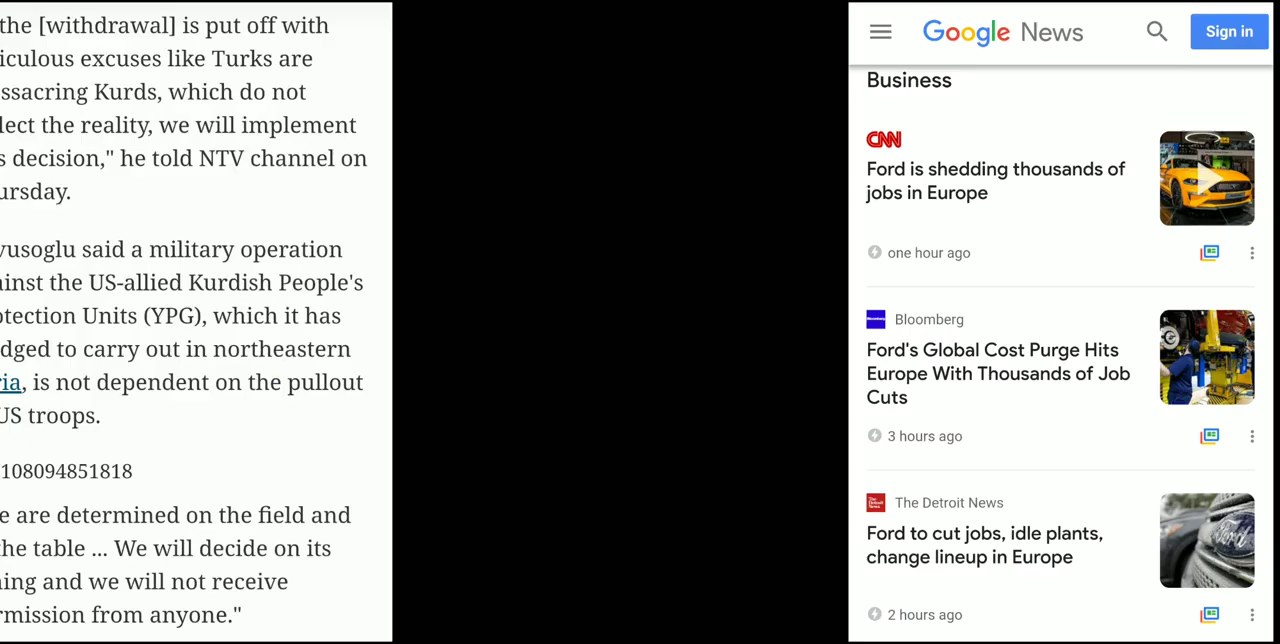 the [withdrawal] is put off with
iculous excuses like Turks are
ssacring Kurds, which do not
lect the reality, we will implement
s decision," he told NTV channel on
ursday.
vusoglu said a military operation
ainst the US-allied Kurdish People's
otection Units (YPG), which it has
dged to carry out in northeastern
ria, is not dependent on the pullout
US troops.
108094851818
e are determined on the field and
the table ... We will decide on its
ning and we will not receive
rmission from anyone."
Google News
Sign in
Business
CNN
Ford is shedding thousands of
jobs in Europe
one hour ago
Bloomberg
Ford's Global Cost Purge Hits
Europe With Thousands of Job
Cuts
3 hours ago
The Detroit News
Ford to cut jobs, idle plants,
change lineup in Europe
Ford
2 hours ago